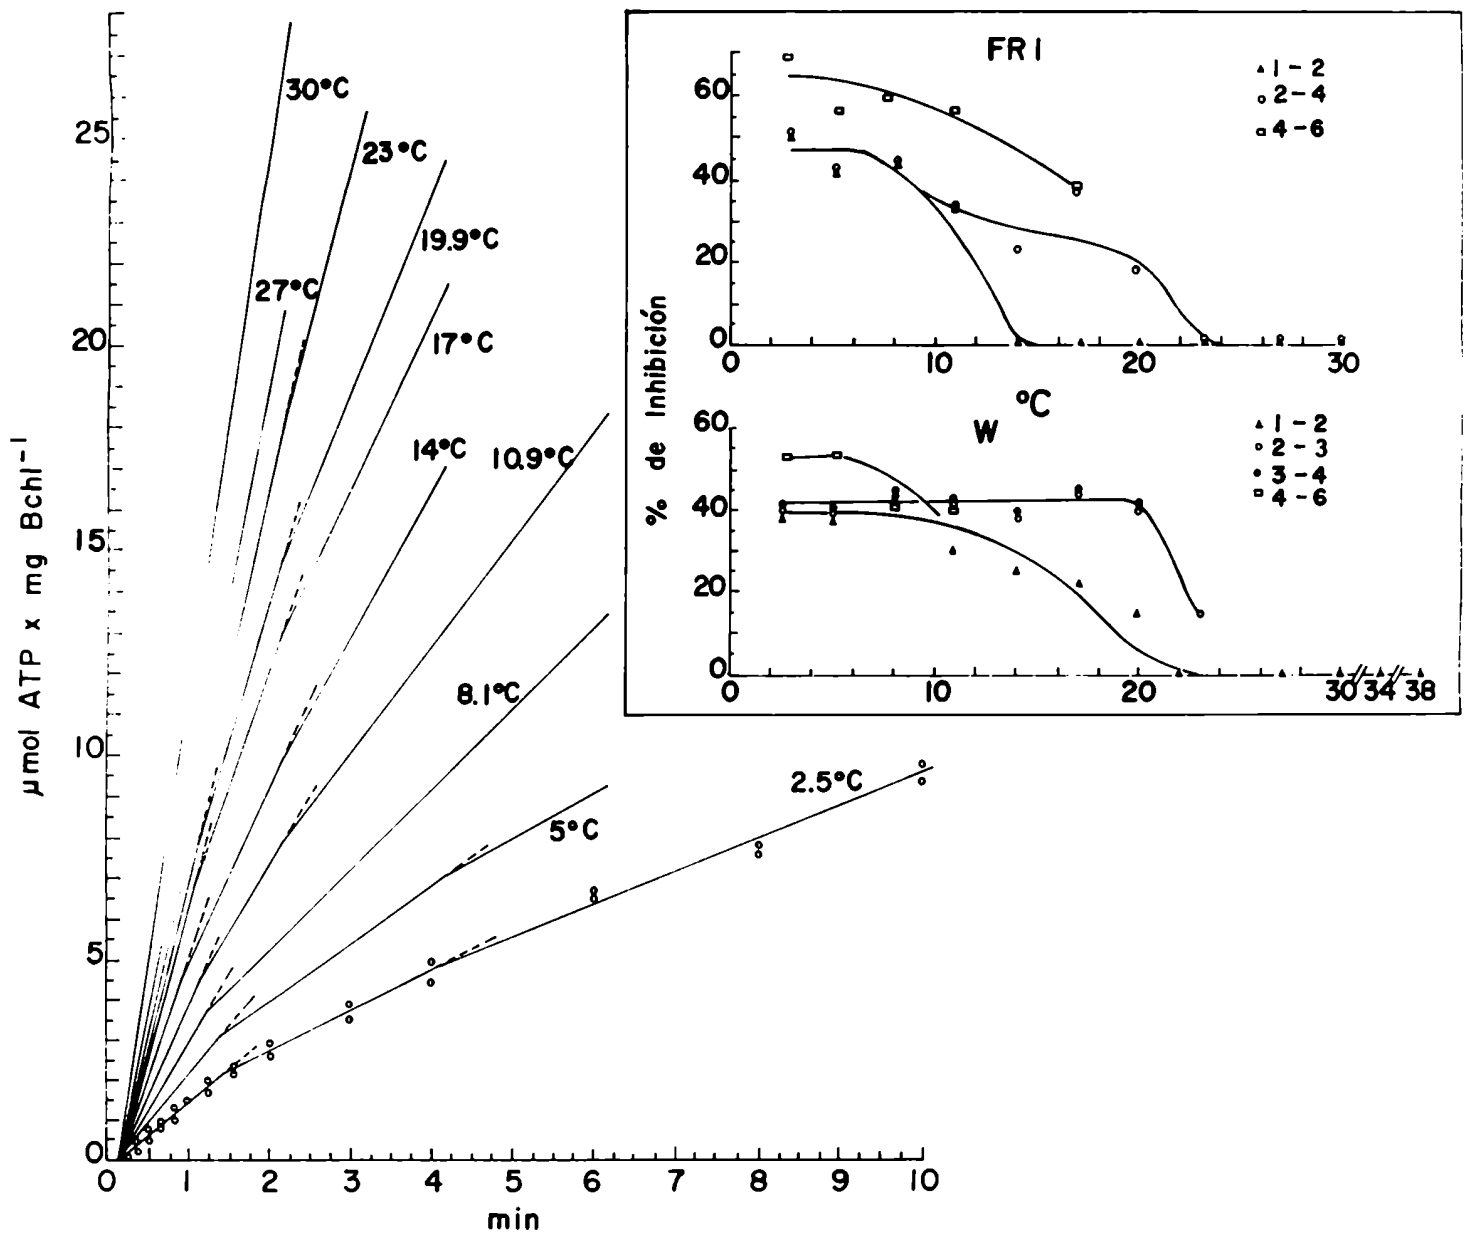 μmol ATP x mg Bchl⁻¹
25
20
15
10
5
0
0 1 2 3 4 5 6 7 8 9 10
min
30°C
23°C
19.9°C
27°C
17°C
14°C
10.9°C
8.1°C
5°C
2.5°C
% de Inhibición
FR I
▲ 1 - 2
○ 2 - 4
□ 4 - 6
60
40
20
0
0 10 20 30
°C
W
▲ 1 - 2
○ 2 - 3
● 3 - 4
□ 4 - 6
60
40
20
0
0 10 20 30 // 34 // 38